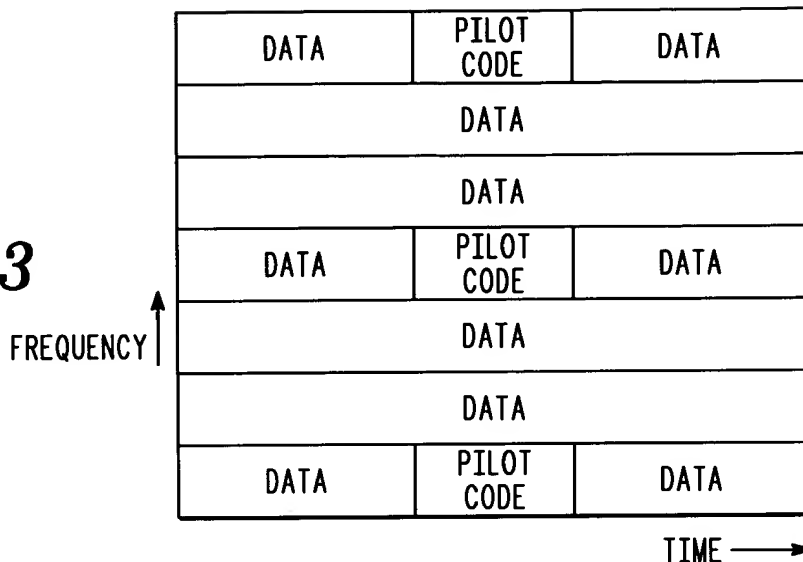 DATA PILOT CODE DATA
DATA
DATA
3
DATA PILOT CODE DATA
FREQUENCY
DATA
DATA
DATA PILOT CODE DATA
TIME